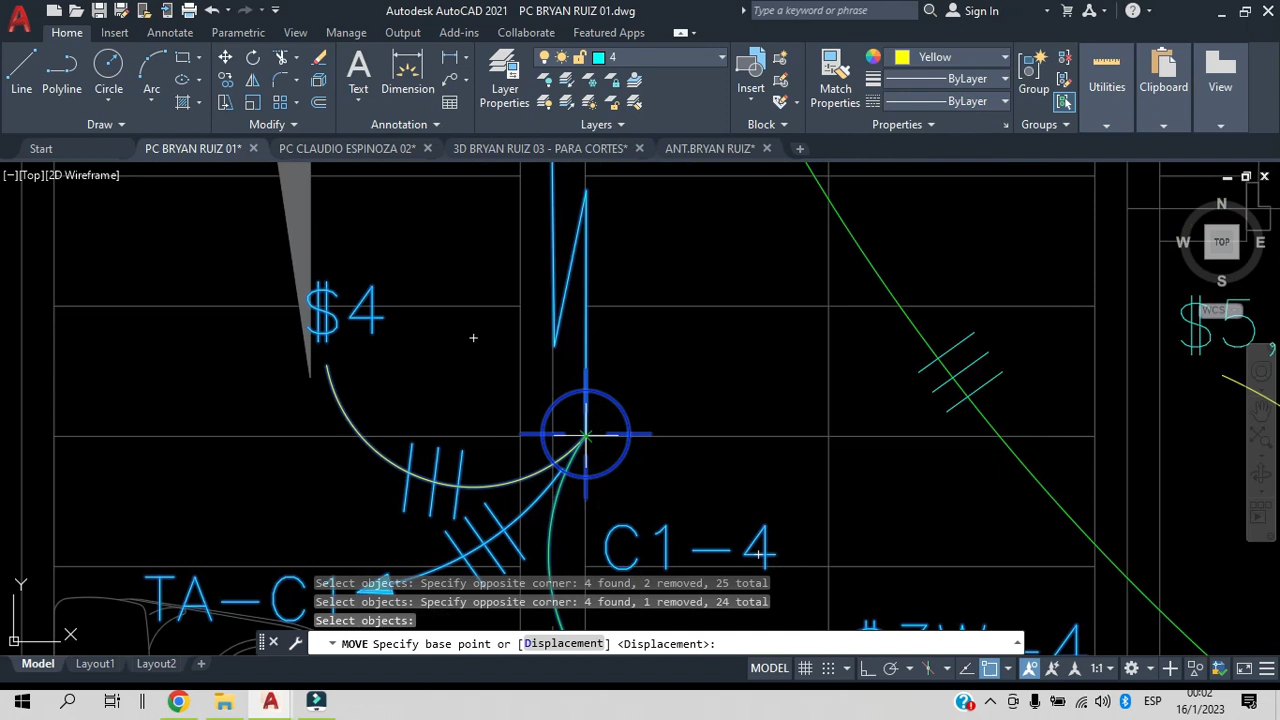 Autodesk AutoCAD 2021 PC BRYAN RUIZ 01.dwg
Type a keyword or phrase
Sign In
Home Insert Annotate Parametric View Manage Output Add-ins Collaborate Featured Apps
4
Yellow
ByLayer
ByLayer
Line Polyline Circle Arc Text Dimension Layer Properties Insert Match Properties Group Utilities Clipboard View
Draw Modify Annotation Layers Block Properties Groups
Start PC BRYAN RUIZ 01* PC CLAUDIO ESPINOZA 02* 3D BRYAN RUIZ 03 - PARA CORTES* ANT.BRYAN RUIZ*
[−][Top][2D Wireframe]
N
W TOP E
S
WCS
$4
$5,
C1-4
TA-C1
Y
X
Select objects: Specify opposite corner: 4 found, 2 removed, 25 total
Select objects: Specify opposite corner: 4 found, 1 removed, 24 total
Select objects:
MOVE Specify base point or [Displacement] <Displacement>:
Model Layout1 Layout2
MODEL
1:1
ESP
00:02
16/1/2023